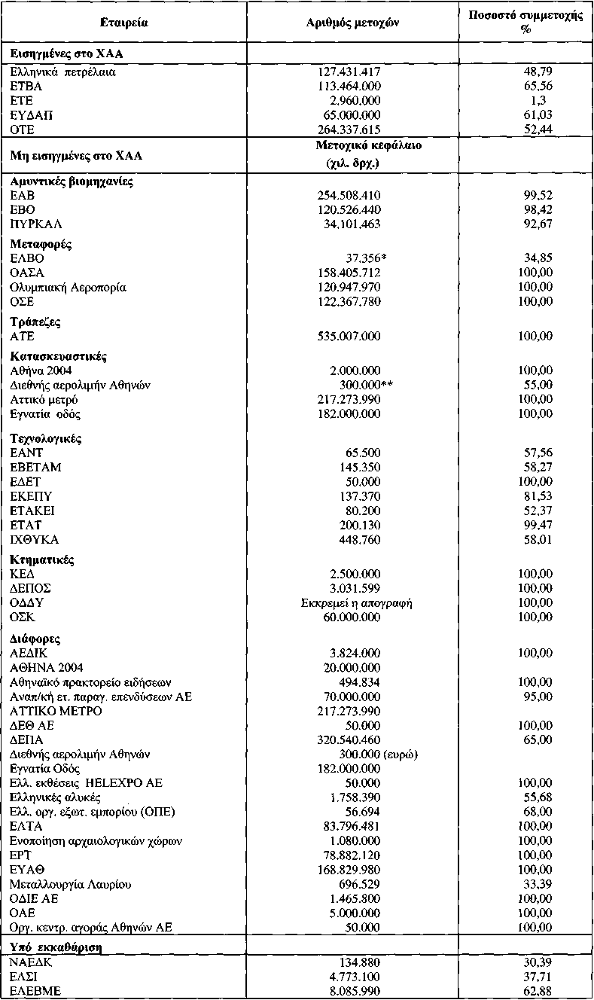 Εταιρεία Αριθμός μετοχών Ποσοστό συμμετοχής %
Εισηγμένες στο ΧΑΑ
Ελληνικά πετρέλαια 127.431.417 48,79
ΕΤΒΑ 113.464.000 65,56
ΕΤΕ 2.960.000 1,3
ΕΥΔΑΠ 65.000.000 61,03
ΟΤΕ 264.337.615 52,44
Μη εισηγμένες στο ΧΑΑ Μετοχικό κεφάλαιο (χιλ. δρχ.)
Αμυντικές βιομηχανίες
ΕΑΒ 254.508.410 99,52
ΕΒΟ 120.526.440 98,42
ΠΥΡΚΑΛ 34.101.463 92,67
Μεταφορές
ΕΛΒΟ 37.356* 34,85
ΟΑΣΑ 158.405.712 100,00
Ολυμπιακή Αεροπορία 120.947.970 100,00
ΟΣΕ 122.367.780 100,00
Τράπεζες
ΑΤΕ 535.007.000 100,00
Κατασκευαστικές
Αθήνα 2004 2.000.000 100,00
Διεθνής αερολιμήν Αθηνών 300.000** 55,00
Αττικό μετρό 217.273.990 100,00
Εγνατία οδός 182.000.000 100,00
Τεχνολογικές
ΕΑΝΤ 65.500 57,56
ΕΒΕΤΑΜ 145.350 58,27
ΕΔΕΤ 50.000 100,00
ΕΚΕΠΥ 137.370 81,53
ΕΤΑΚΕΙ 80.200 52,37
ΕΤΑΤ 200.130 99,47
ΙΧΘΥΚΑ 448.760 58,01
Κτηματικές
ΚΕΔ 2.500.000 100,00
ΔΕΠΟΣ 3.031.599 100,00
ΟΔΔΥ Εκκρεμεί η απογραφή 100,00
ΟΣΚ 60.000.000 100,00
Διάφορες
ΑΕΔΙΚ 3.824.000 100,00
ΑΘΗΝΑ 2004 20.000.000
Αθηναϊκό πρακτορείο ειδήσεων 494.834 100,00
Αναπ/κή ετ. παραγ. επενδύσεων ΑΕ 70.000.000 95,00
ΑΤΤΙΚΟ ΜΕΤΡΟ 217.273.990
ΔΕΘ ΑΕ 50.000 100,00
ΔΕΠΑ 320.540.460 65,00
Διεθνής αερολιμήν Αθηνών 300.000 (ευρώ)
Εγνατία Οδός 182.000.000
Ελλ. εκθέσεις HELEXPO ΑΕ 50.000 100,00
Ελληνικές αλυκές 1.758.390 55,68
Ελλ. οργ. εξωτ. εμπορίου (ΟΠΕ) 56.694 68,00
ΕΛΤΑ 83.796.481 100,00
Ενοποίηση αρχαιολογικών χώρων 1.080.000 100,00
ΕΡΤ 78.882.120 100,00
ΕΥΑΘ 168.829.980 100,00
Μεταλλουργία Λαυρίου 696.529 33,39
ΟΔΙΕ ΑΕ 1.465.800 100,00
ΟΑΕ 5.000.000 100,00
Οργ. κεντρ. αγοράς Αθηνών ΑΕ 50.000 100,00
Υπό εκκαθάριση
ΝΑΕΔΚ 134.880 30,39
ΕΛΣΙ 4.773.100 37,71
ΕΛΕΒΜΕ 8.085.990 62,88